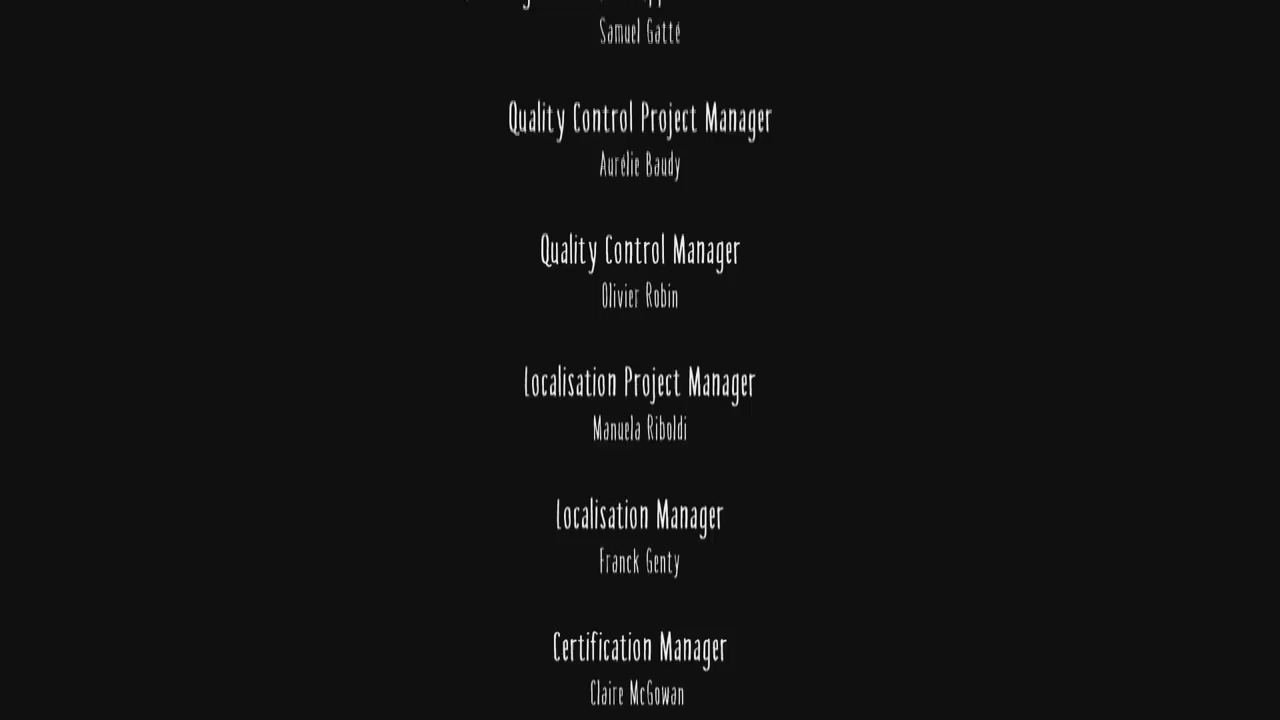 Samuel Gatté
Quality Control Project Manager
Aurélie Baudy
Quality Control Manager
Olivier Robin
Localisation Project Manager
Manuela Riboldi
Localisation Manager
Franck Genty
Certification Manager
Claire McGowan